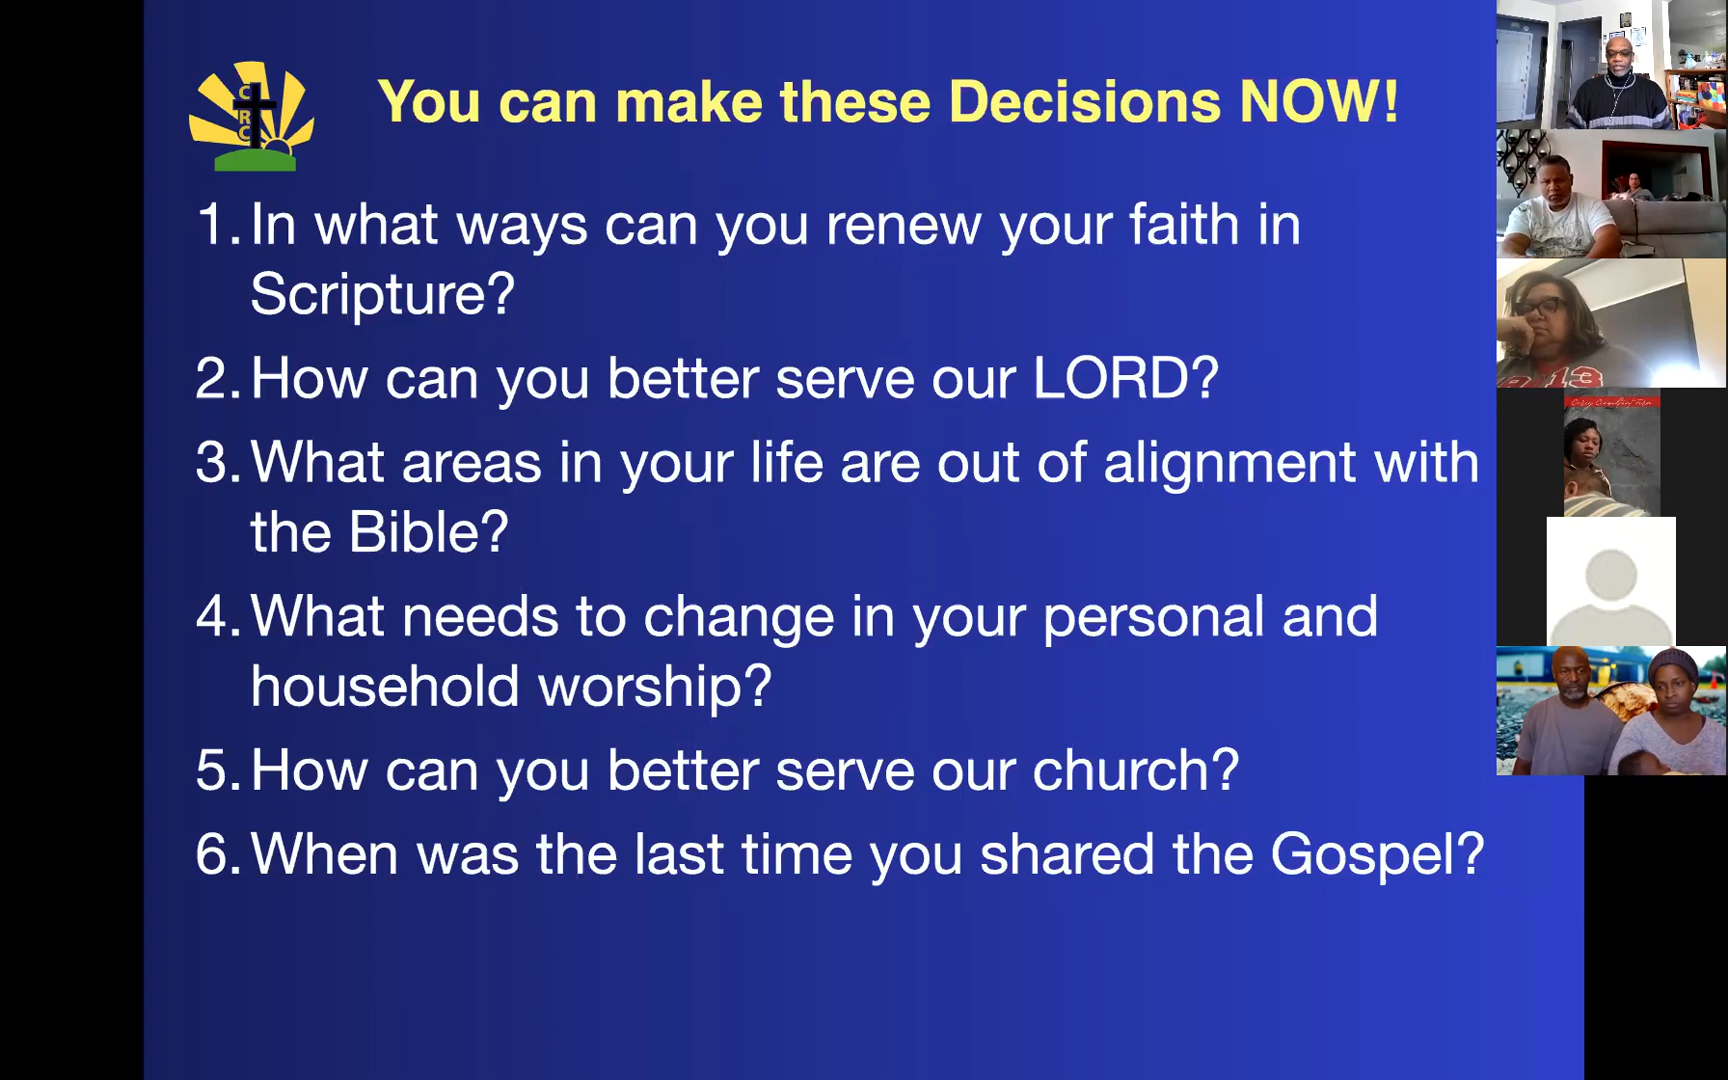 C
R
C
You can make these Decisions NOW!
1. In what ways can you renew your faith in
Scripture?
2. How can you better serve our LORD?
3. What areas in your life are out of alignment with
the Bible?
4. What needs to change in your personal and
household worship?
5. How can you better serve our church?
6. When was the last time you shared the Gospel?
13